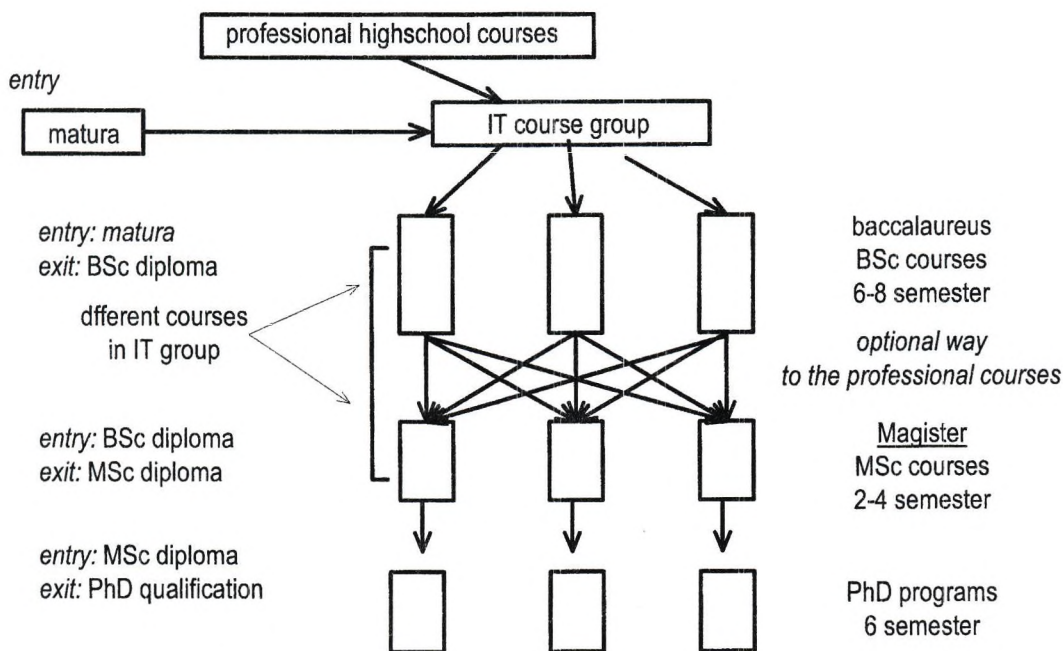 professional highschool courses
entry
matura
IT course group
entry: matura
exit: BSc diploma
baccalaureus
BSc courses
6-8 semester
dfferent courses
in IT group
optional way
to the professional courses
entry: BSc diploma
exit: MSc diploma
Magister
MSc courses
2-4 semester
entry: MSc diploma
exit: PhD qualification
PhD programs
6 semester